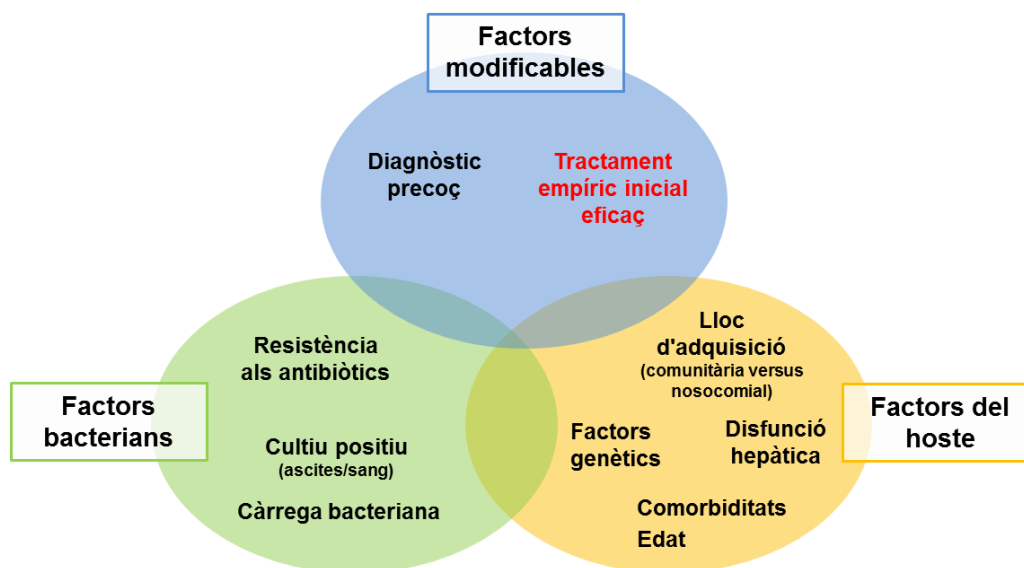 Factors
modificables
Diagnòstic
precoç
Tractament
empíric inicial
eficaç
Resistència
als antibiòtics
Factors
bacterians
Cultiu positiu
(ascites/sang)
Càrrega bacteriana
Lloc
d'adquisició
(comunitària versus
nosocomial)
Factors del
hoste
Factors
genètics
Disfunció
hepàtica
Comorbiditats
Edat